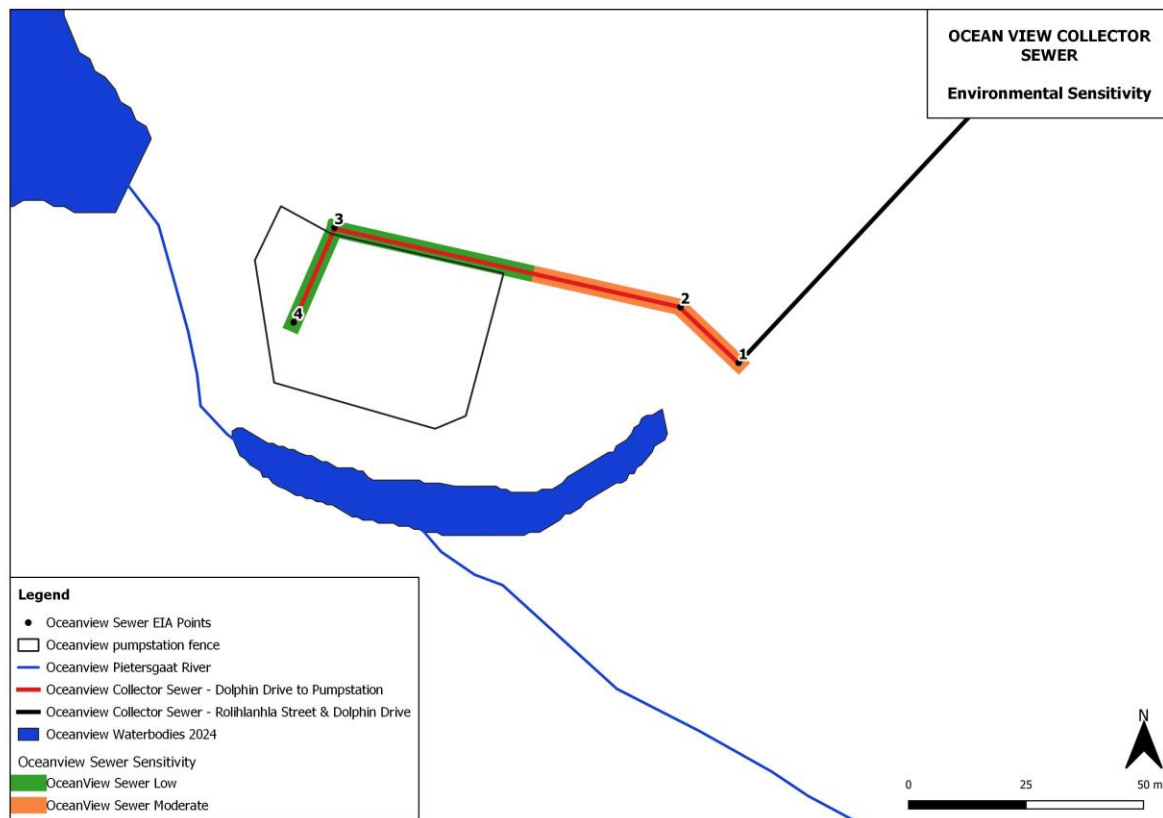 OCEAN VIEW COLLECTOR
SEWER
Environmental Sensitivity
3
2
4
1
Legend
Oceanview Sewer EIA Points
Oceanview pumpstation fence
Oceanview Pietersgaat River
Oceanview Collector Sewer - Dolphin Drive to Pumpstation
Oceanview Collector Sewer - Rolihlanhla Street & Dolphin Drive
Oceanview Waterbodies 2024
Oceanview Sewer Sensitivity
OceanView Sewer Low
OceanView Sewer Moderate
N
0 25 50 m